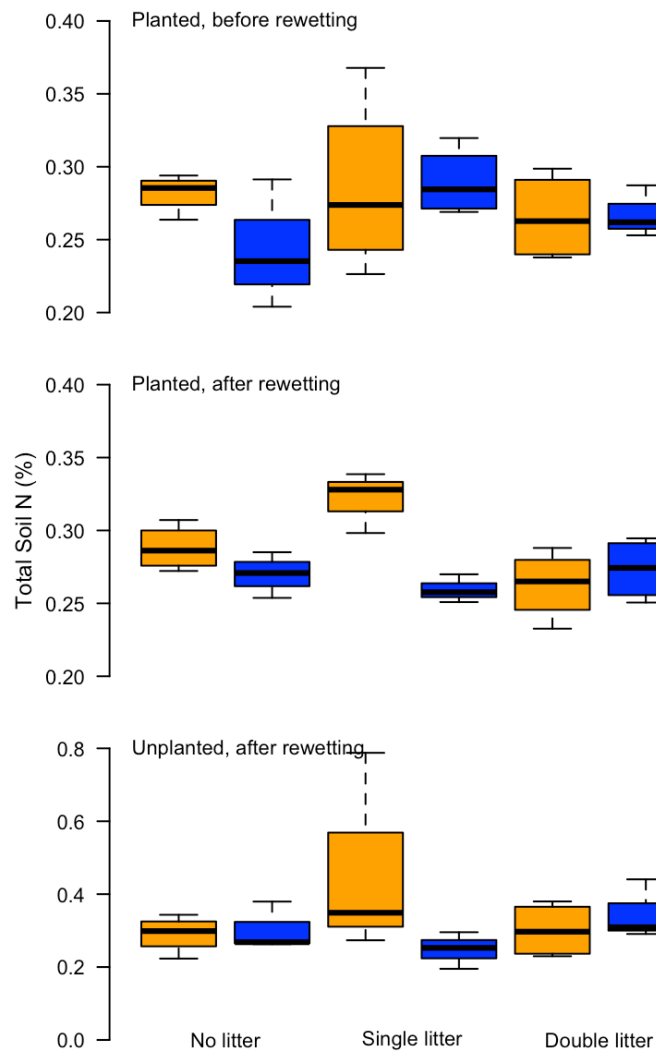 0.40
Planted, before rewetting
0.35
0.30
0.25
0.20
0.40
Planted, after rewetting
0.35
0.30
0.25
0.20
Total Soil N (%)
0.8
Unplanted, after rewetting
0.6
0.4
0.2
0.0
No litter
Single litter
Double litter